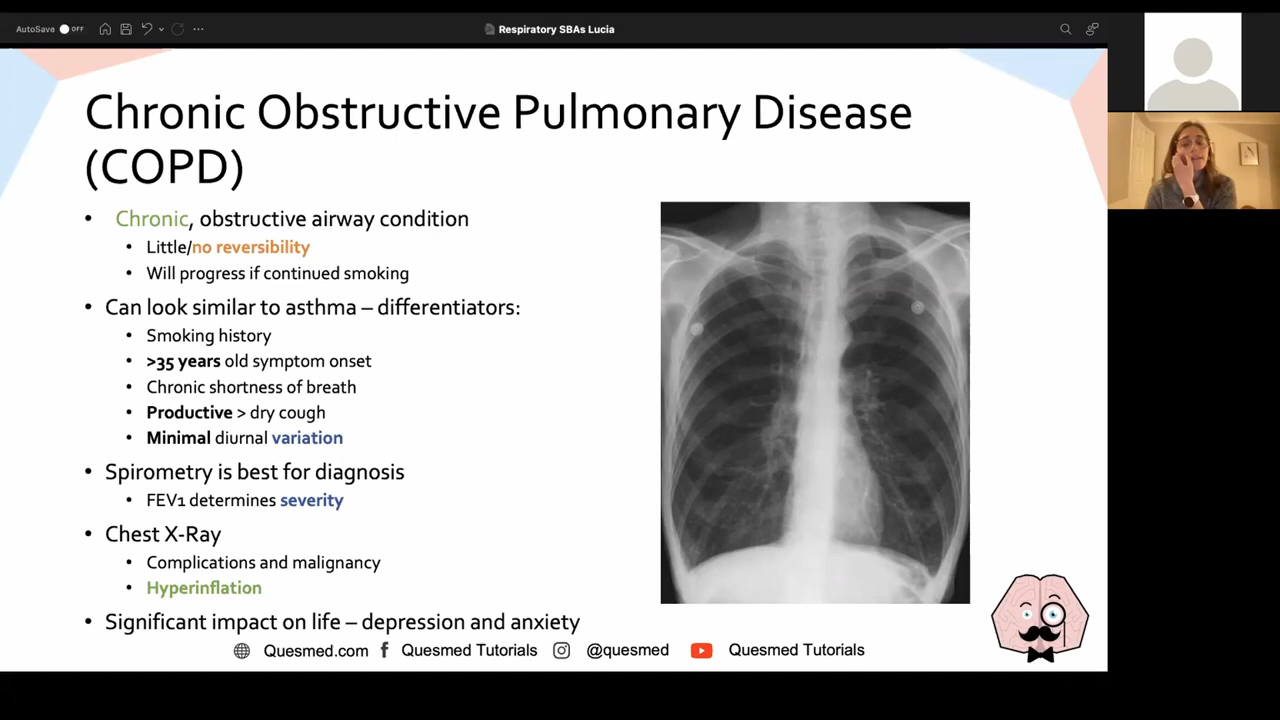 AutoSave OFF
Respiratory SBAs Lucia
Chronic Obstructive Pulmonary Disease
(COPD)
• Chronic, obstructive airway condition
• Little/no reversibility
• Will progress if continued smoking
• Can look similar to asthma – differentiators:
• Smoking history
• >35 years old symptom onset
• Chronic shortness of breath
• Productive > dry cough
• Minimal diurnal variation
• Spirometry is best for diagnosis
• FEV1 determines severity
• Chest X-Ray
• Complications and malignancy
• Hyperinflation
• Significant impact on life – depression and anxiety
Quesmed.com Quesmed Tutorials @quesmed Quesmed Tutorials